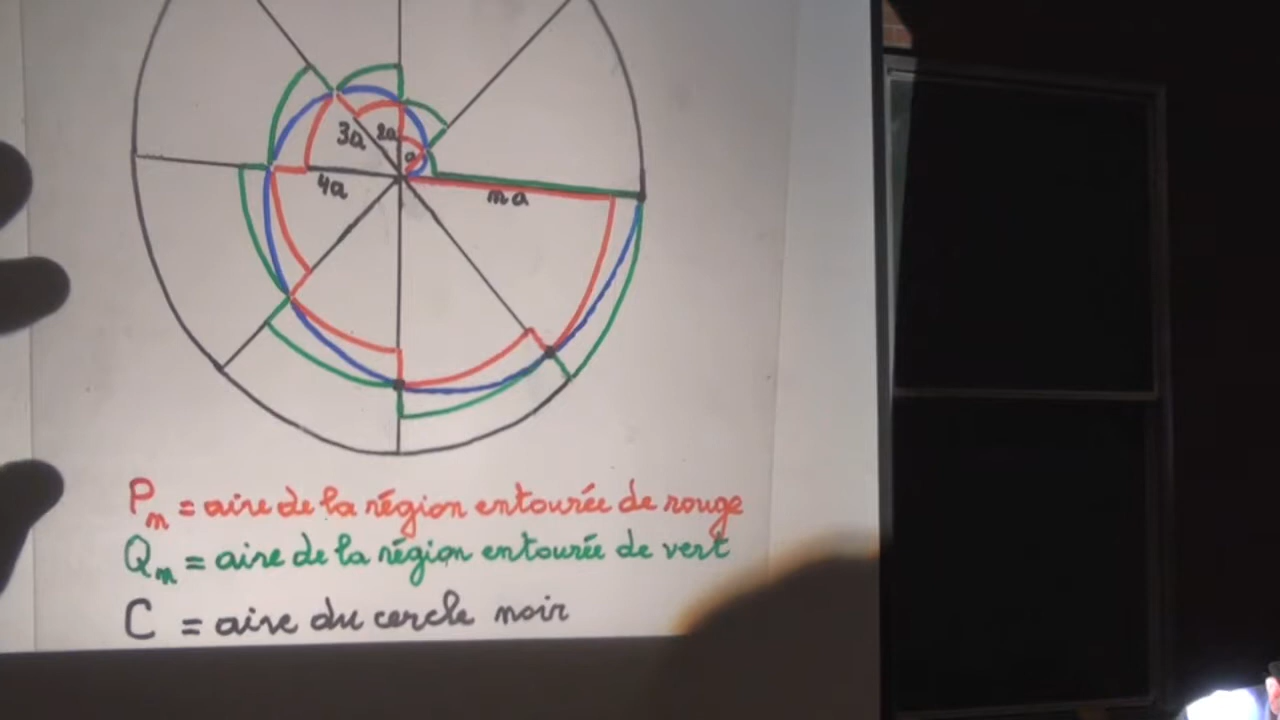 3a 2a a
4a na
Pn = aire de la région entourée de rouge
Qn = aire de la région entourée de vert
C = aire du cercle noir